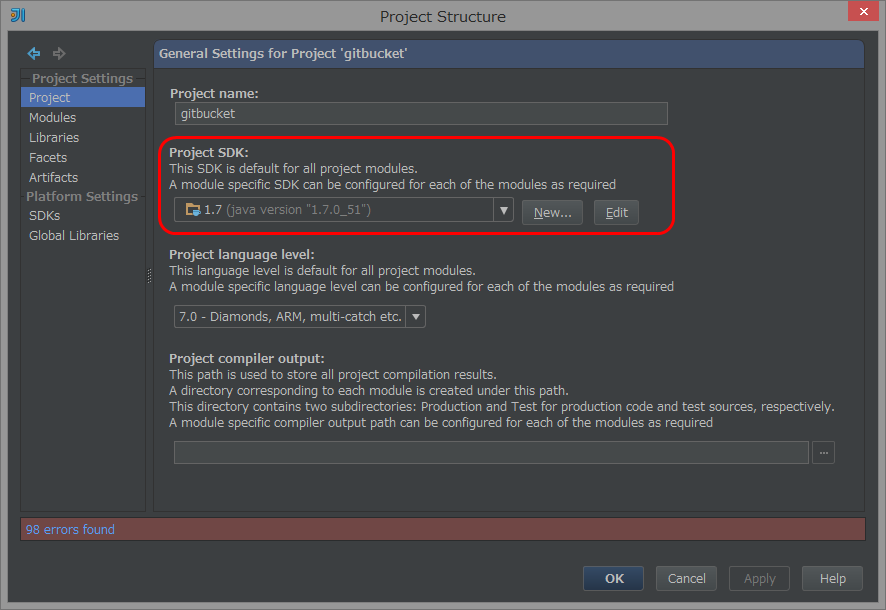 Project Structure
Project Settings
Project
Modules
Libraries
Facets
Artifacts
Platform Settings
SDKs
Global Libraries
General Settings for Project 'gitbucket'
Project name:
gitbucket
Project SDK:
This SDK is default for all project modules.
A module specific SDK can be configured for each of the modules as required
1.7 (java version "1.7.0_51")
New...
Edit
Project language level:
This language level is default for all project modules.
A module specific language level can be configured for each of the modules as required
7.0 - Diamonds, ARM, multi-catch etc.
Project compiler output:
This path is used to store all project compilation results.
A directory corresponding to each module is created under this path.
This directory contains two subdirectories: Production and Test for production code and test sources, respectively.
A module specific compiler output path can be configured for each of the modules as required
...
98 errors found
OK
Cancel
Apply
Help